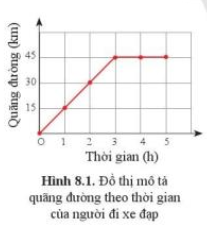 Quãng đường (km)
45
30
15
O 1 2 3 4 5
Thời gian (h)
Hình 8.1. Đồ thị mô tả
quãng đường theo thời gian
của người đi xe đạp